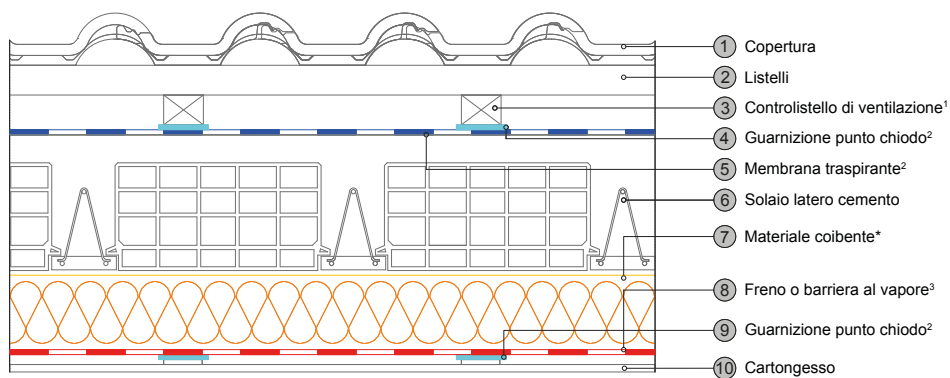 1 Copertura
2 Listelli
3 Controlistello di ventilazione¹
4 Guarnizione punto chiodo²
5 Membrana traspirante²
6 Solaio latero cemento
7 Materiale coibente*
8 Freno o barriera al vapore³
9 Guarnizione punto chiodo²
10 Cartongesso